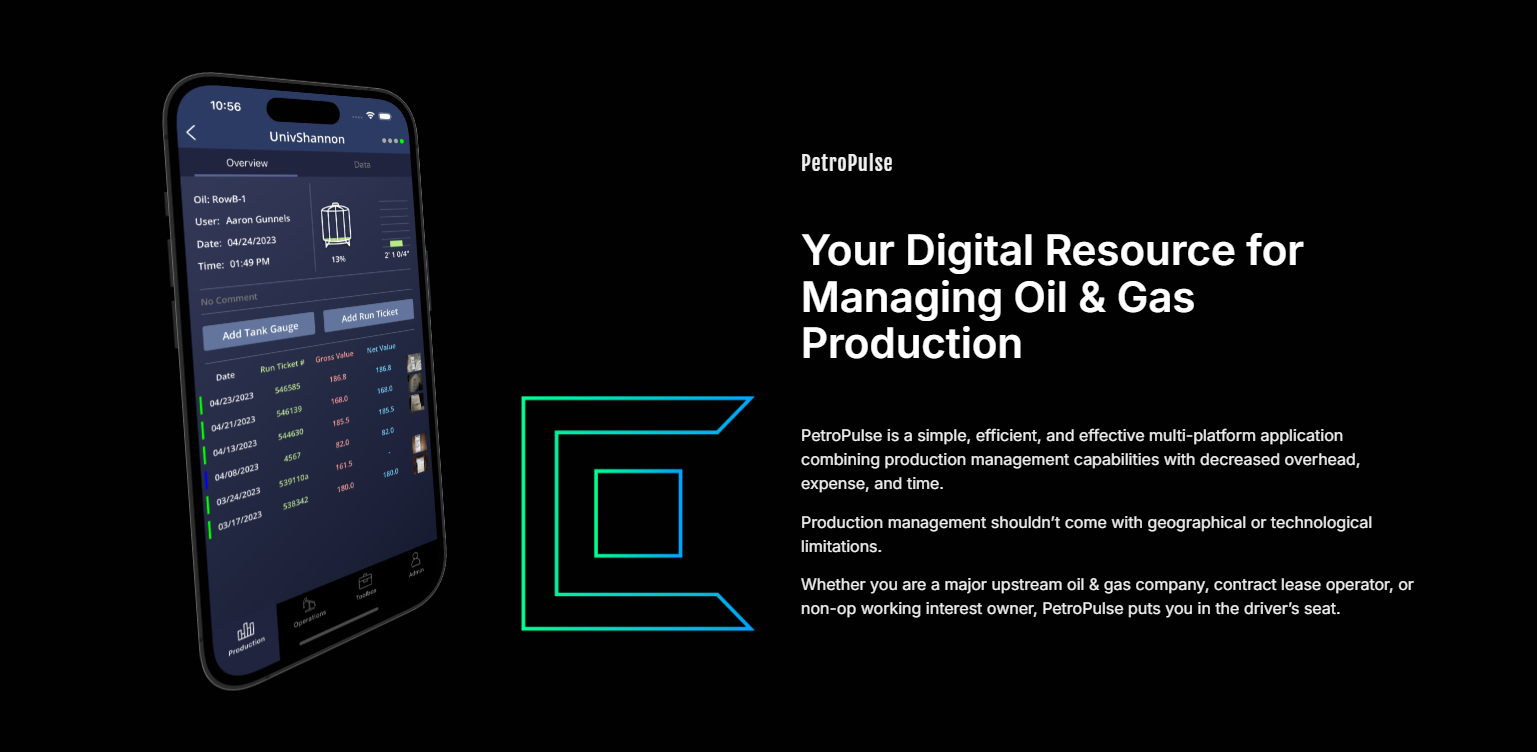 10:56
UnivShannon
Overview
Data
Oil: RowB-1
User: Aaron Gunnels
Date: 04/24/2023
Time: 01:49 PM
13%
2' 1 0/4"
No Comment
Add Tank Gauge
Add Run Ticket
Date Run Ticket # Gross Value Net Value
04/23/2023 546585 186.8 186.8
04/21/2023 546139 168.0 168.0
04/13/2023 544630 185.5 185.5
04/08/2023 4567 82.0 82.0
03/24/2023 539110a 161.5 -
03/17/2023 538342 180.0 180.0
Production
Operations
Toolbox
Admin
PetroPulse
Your Digital Resource for
Managing Oil & Gas
Production
PetroPulse is a simple, efficient, and effective multi-platform application
combining production management capabilities with decreased overhead,
expense, and time.
Production management shouldn’t come with geographical or technological
limitations.
Whether you are a major upstream oil & gas company, contract lease operator, or
non-op working interest owner, PetroPulse puts you in the driver’s seat.